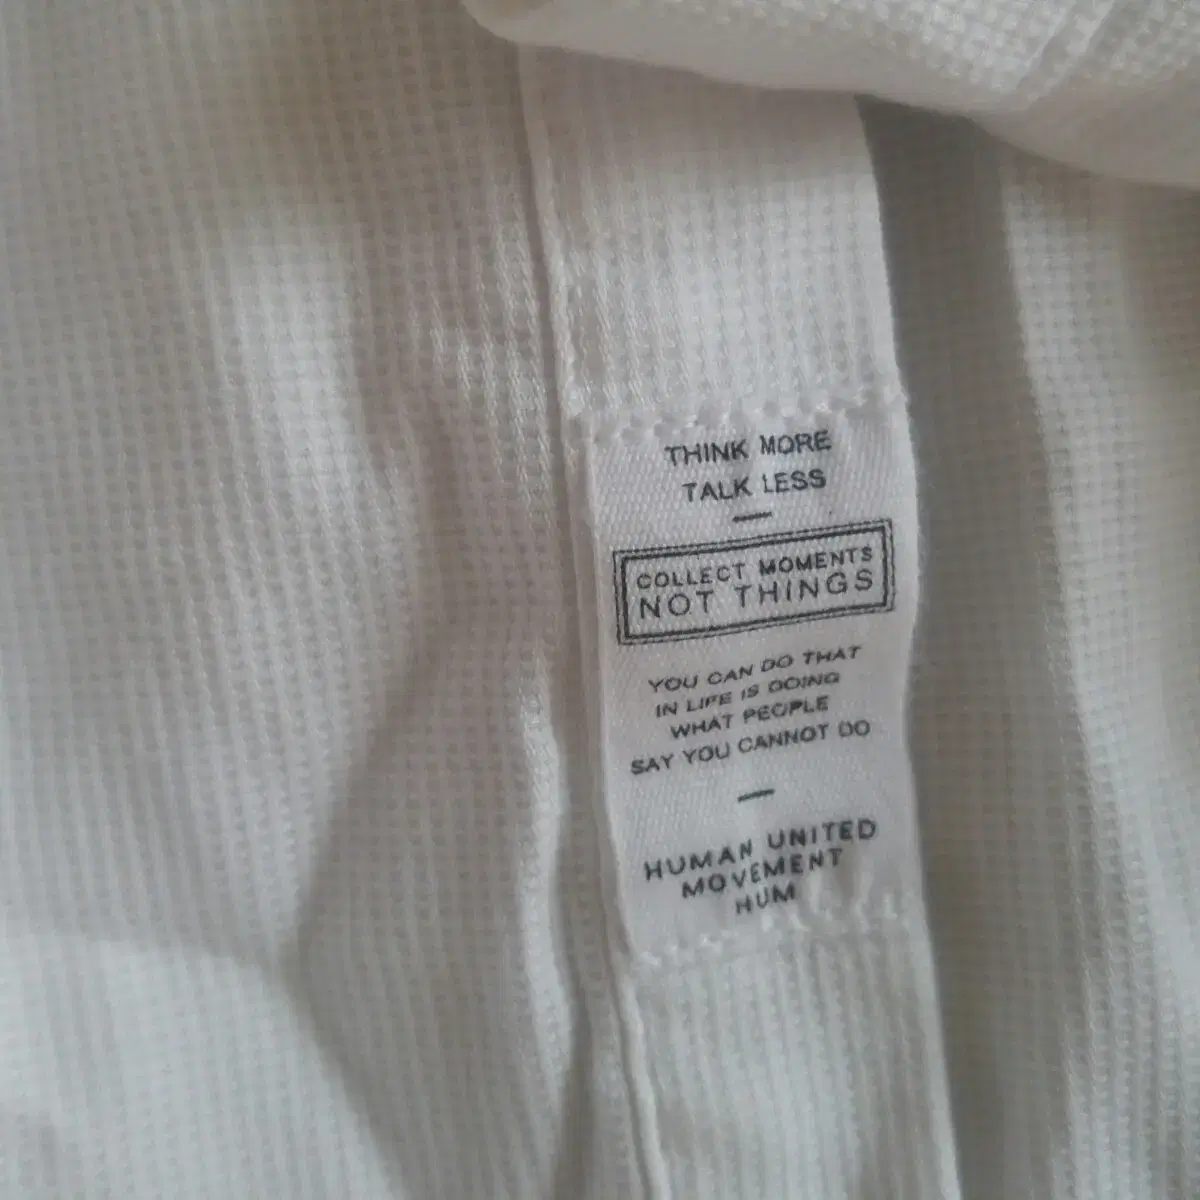 THINK MORE
TALK LESS
COLLECT MOMENTS
NOT THINGS
YOU CAN DO THAT
IN LIFE IS DOING
WHAT PEOPLE
SAY YOU CANNOT DO
HUMAN UNITED
MOVEMENT
HUM